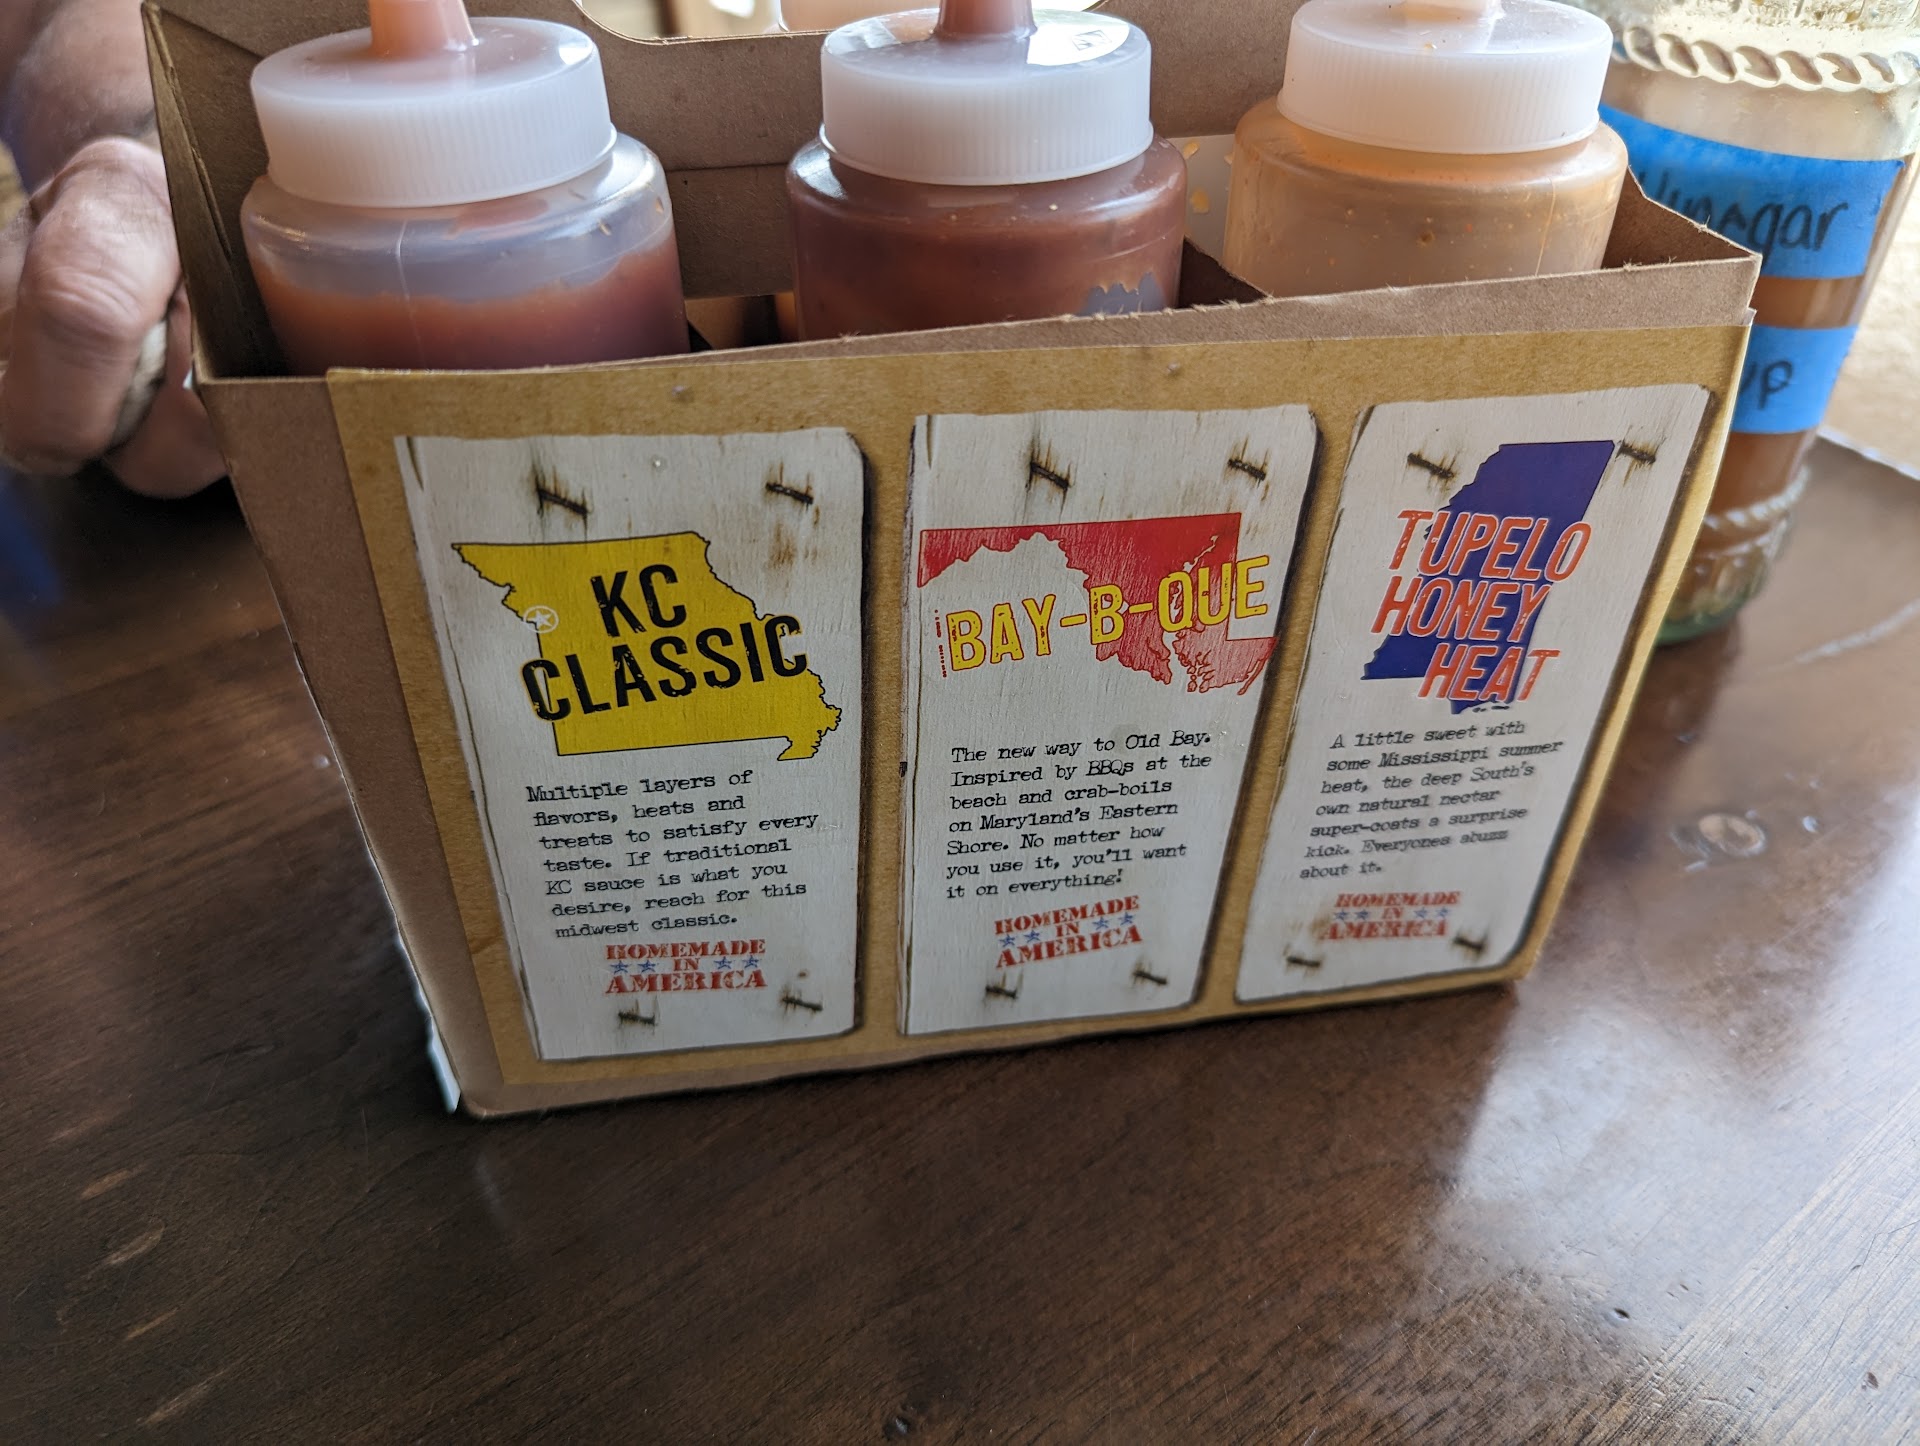 KC
CLASSIC
Multiple layers of
flavors, heats and
treats to satisfy every
taste. If traditional
KC sauce is what you
desire, reach for this
midwest classic.
HOMEMADE
IN
AMERICA
BAY-B-QUE
The new way to Old Bay.
Inspired by BBQs at the
beach and crab-boils
on Maryland's Eastern
Shore. No matter how
you use it, you'll want
it on everything!
HOMEMADE
IN
AMERICA
TUPELO
HONEY
HEAT
A little sweet with
some Mississippi summer
heat, the deep South's
own natural nectar
super-coats a surprise
kick. Everyones abuzz
about it.
HOMEMADE
IN
AMERICA
Vinegar